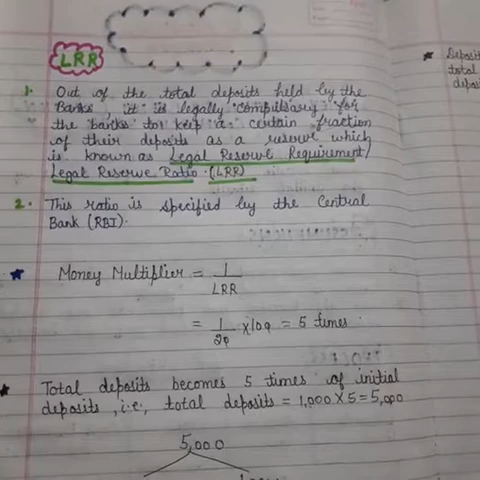 LRR
1. Out of the total deposits held by the
Banks, it is legally compulsary for
the banks to keep a certain fraction
of their deposits as a reserve which
is known as Legal Reserve Requirement/
Legal Reserve Ratio. (LRR)
2. This ratio is specified by the Central
Bank (RBI).
Money Multiplier = 1/LRR
= 1/20 × 100 = 5 times
Total deposits becomes 5 times of initial
deposits, i.e, total deposits = 1,000 × 5 = 5,000
5,000
Deposit
total
depos